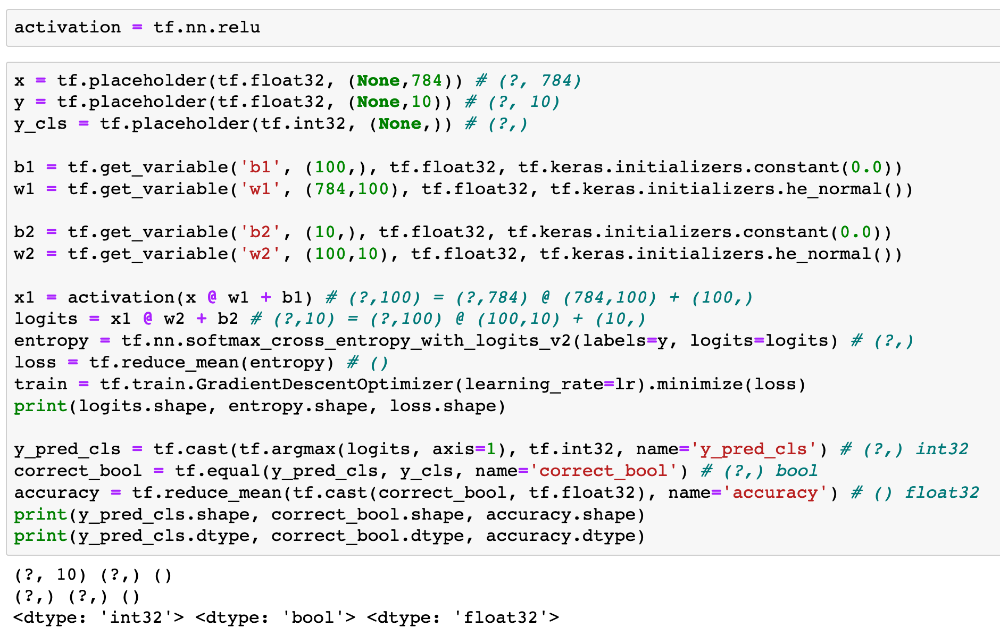 activation = tf.nn.relu
x = tf.placeholder(tf.float32, (None,784)) # (?, 784)
y = tf.placeholder(tf.float32, (None,10)) # (?, 10)
y_cls = tf.placeholder(tf.int32, (None,)) # (?,)
b1 = tf.get_variable('b1', (100,), tf.float32, tf.keras.initializers.constant(0.0))
w1 = tf.get_variable('w1', (784,100), tf.float32, tf.keras.initializers.he_normal())
b2 = tf.get_variable('b2', (10,), tf.float32, tf.keras.initializers.constant(0.0))
w2 = tf.get_variable('w2', (100,10), tf.float32, tf.keras.initializers.he_normal())
x1 = activation(x @ w1 + b1) # (?,100) = (?,784) @ (784,100) + (100,)
logits = x1 @ w2 + b2 # (?,10) = (?,100) @ (100,10) + (10,)
entropy = tf.nn.softmax_cross_entropy_with_logits_v2(labels=y, logits=logits) # (?,)
loss = tf.reduce_mean(entropy) # ()
train = tf.train.GradientDescentOptimizer(learning_rate=lr).minimize(loss)
print(logits.shape, entropy.shape, loss.shape)
y_pred_cls = tf.cast(tf.argmax(logits, axis=1), tf.int32, name='y_pred_cls') # (?,) int32
correct_bool = tf.equal(y_pred_cls, y_cls, name='correct_bool') # (?,) bool
accuracy = tf.reduce_mean(tf.cast(correct_bool, tf.float32), name='accuracy') # () float32
print(y_pred_cls.shape, correct_bool.shape, accuracy.shape)
print(y_pred_cls.dtype, correct_bool.dtype, accuracy.dtype)
(?, 10) (?,) ()
(?,) (?,) ()
<dtype: 'int32'> <dtype: 'bool'> <dtype: 'float32'>